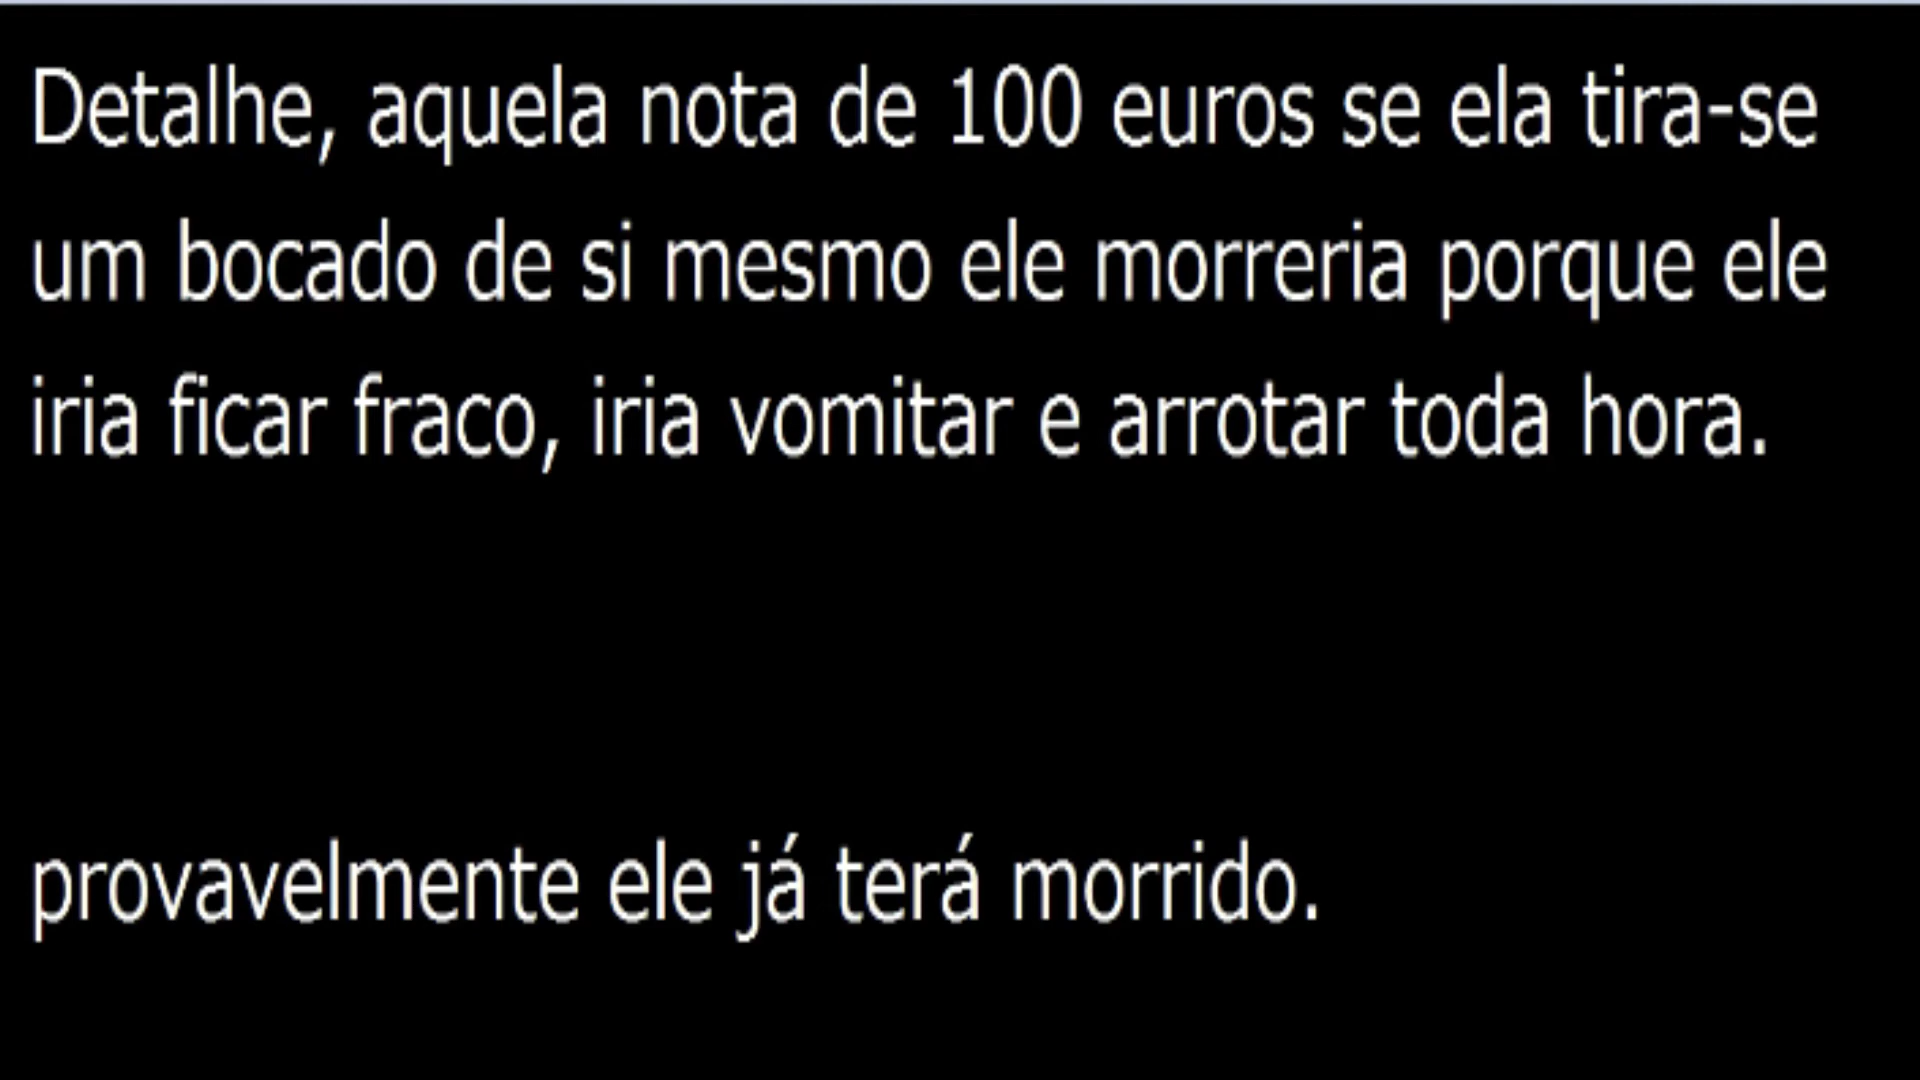 Detalhe, aquela nota de 100 euros se ela tira-se
um bocado de si mesmo ele morreria porque ele
iria ficar fraco, iria vomitar e arrotar toda hora.
provavelmente ele já terá morrido.